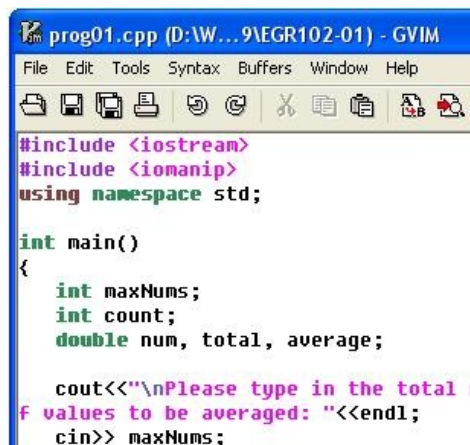 prog01.cpp (D:\W...9\EGR102-01) - GVIM
File Edit Tools Syntax Buffers Window Help
#include <iostream>
#include <iomanip>
using namespace std;
int main()
{
int maxNums;
int count;
double num, total, average;
cout<<"\nPlease type in the total
f values to be averaged: "<<endl;
cin>> maxNums;